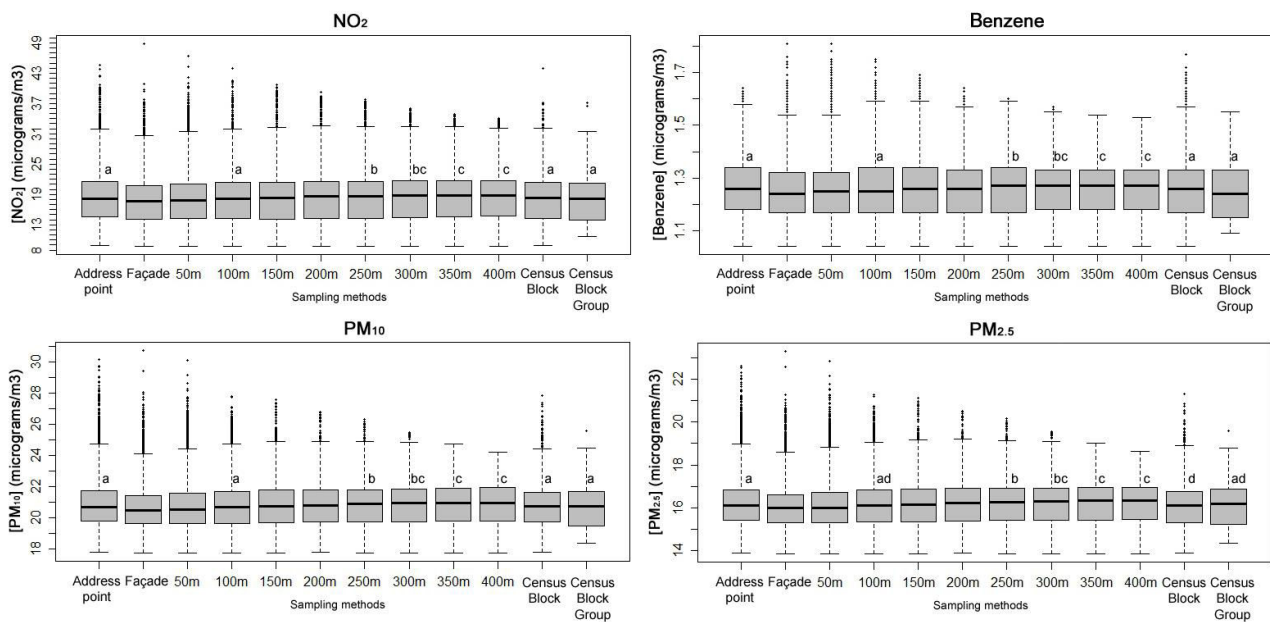 NO₂
[NO₂] (micrograms/m3)
49
43
37
31
25
19
13
8
a a b bc c c a a
Address point Façade 50m 100m 150m 200m 250m 300m 350m 400m Census Block Census Block Group
Sampling methods
Benzene
[Benzene] (micrograms/m3)
1.7
1.5
1.3
1.1
a a b bc c c a a
Address point Façade 50m 100m 150m 200m 250m 300m 350m 400m Census Block Census Block Group
Sampling methods
PM₁₀
[PM₁₀] (micrograms/m3)
30
28
26
24
22
20
18
a a b bc c c a a
Address point Façade 50m 100m 150m 200m 250m 300m 350m 400m Census Block Census Block Group
Sampling methods
PM₂.₅
[PM₂.₅] (micrograms/m3)
22
20
18
16
14
a ad b bc c c d ad
Address point Façade 50m 100m 150m 200m 250m 300m 350m 400m Census Block Census Block Group
Sampling methods